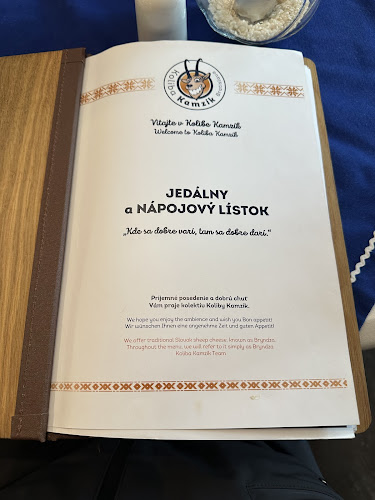 Koliba Bryndziareň
Kamzík
Vitajte v Kolibe Kamzík
Welcome to Koliba Kamzík
JEDÁLNY
a NÁPOJOVÝ LÍSTOK
„Kde sa dobre varí, tam sa dobre darí.“
Príjemne posedenie a dobrú chuť
Vám praje kolektív Koliby Kamzík.
We hope you enjoy the ambience and wish you Bon appetit!
Wir wünschen Ihnen eine angenehme Zeit und guten Appetit!
We offer traditional Slovak sheep cheese, known as Bryndza.
Throughout the menu, we will refer to it simply as Bryndza.
Koliba Kamzík Team